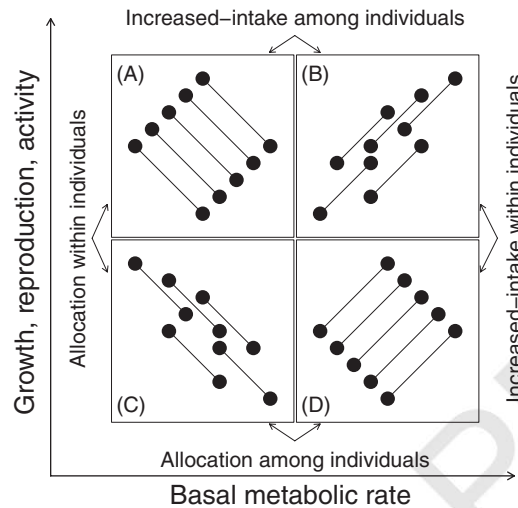 Increased−intake among individuals
Growth, reproduction, activity
Allocation within individuals
(A)
(B)
Increased−intake within individuals
(C)
(D)
Allocation among individuals
Basal metabolic rate